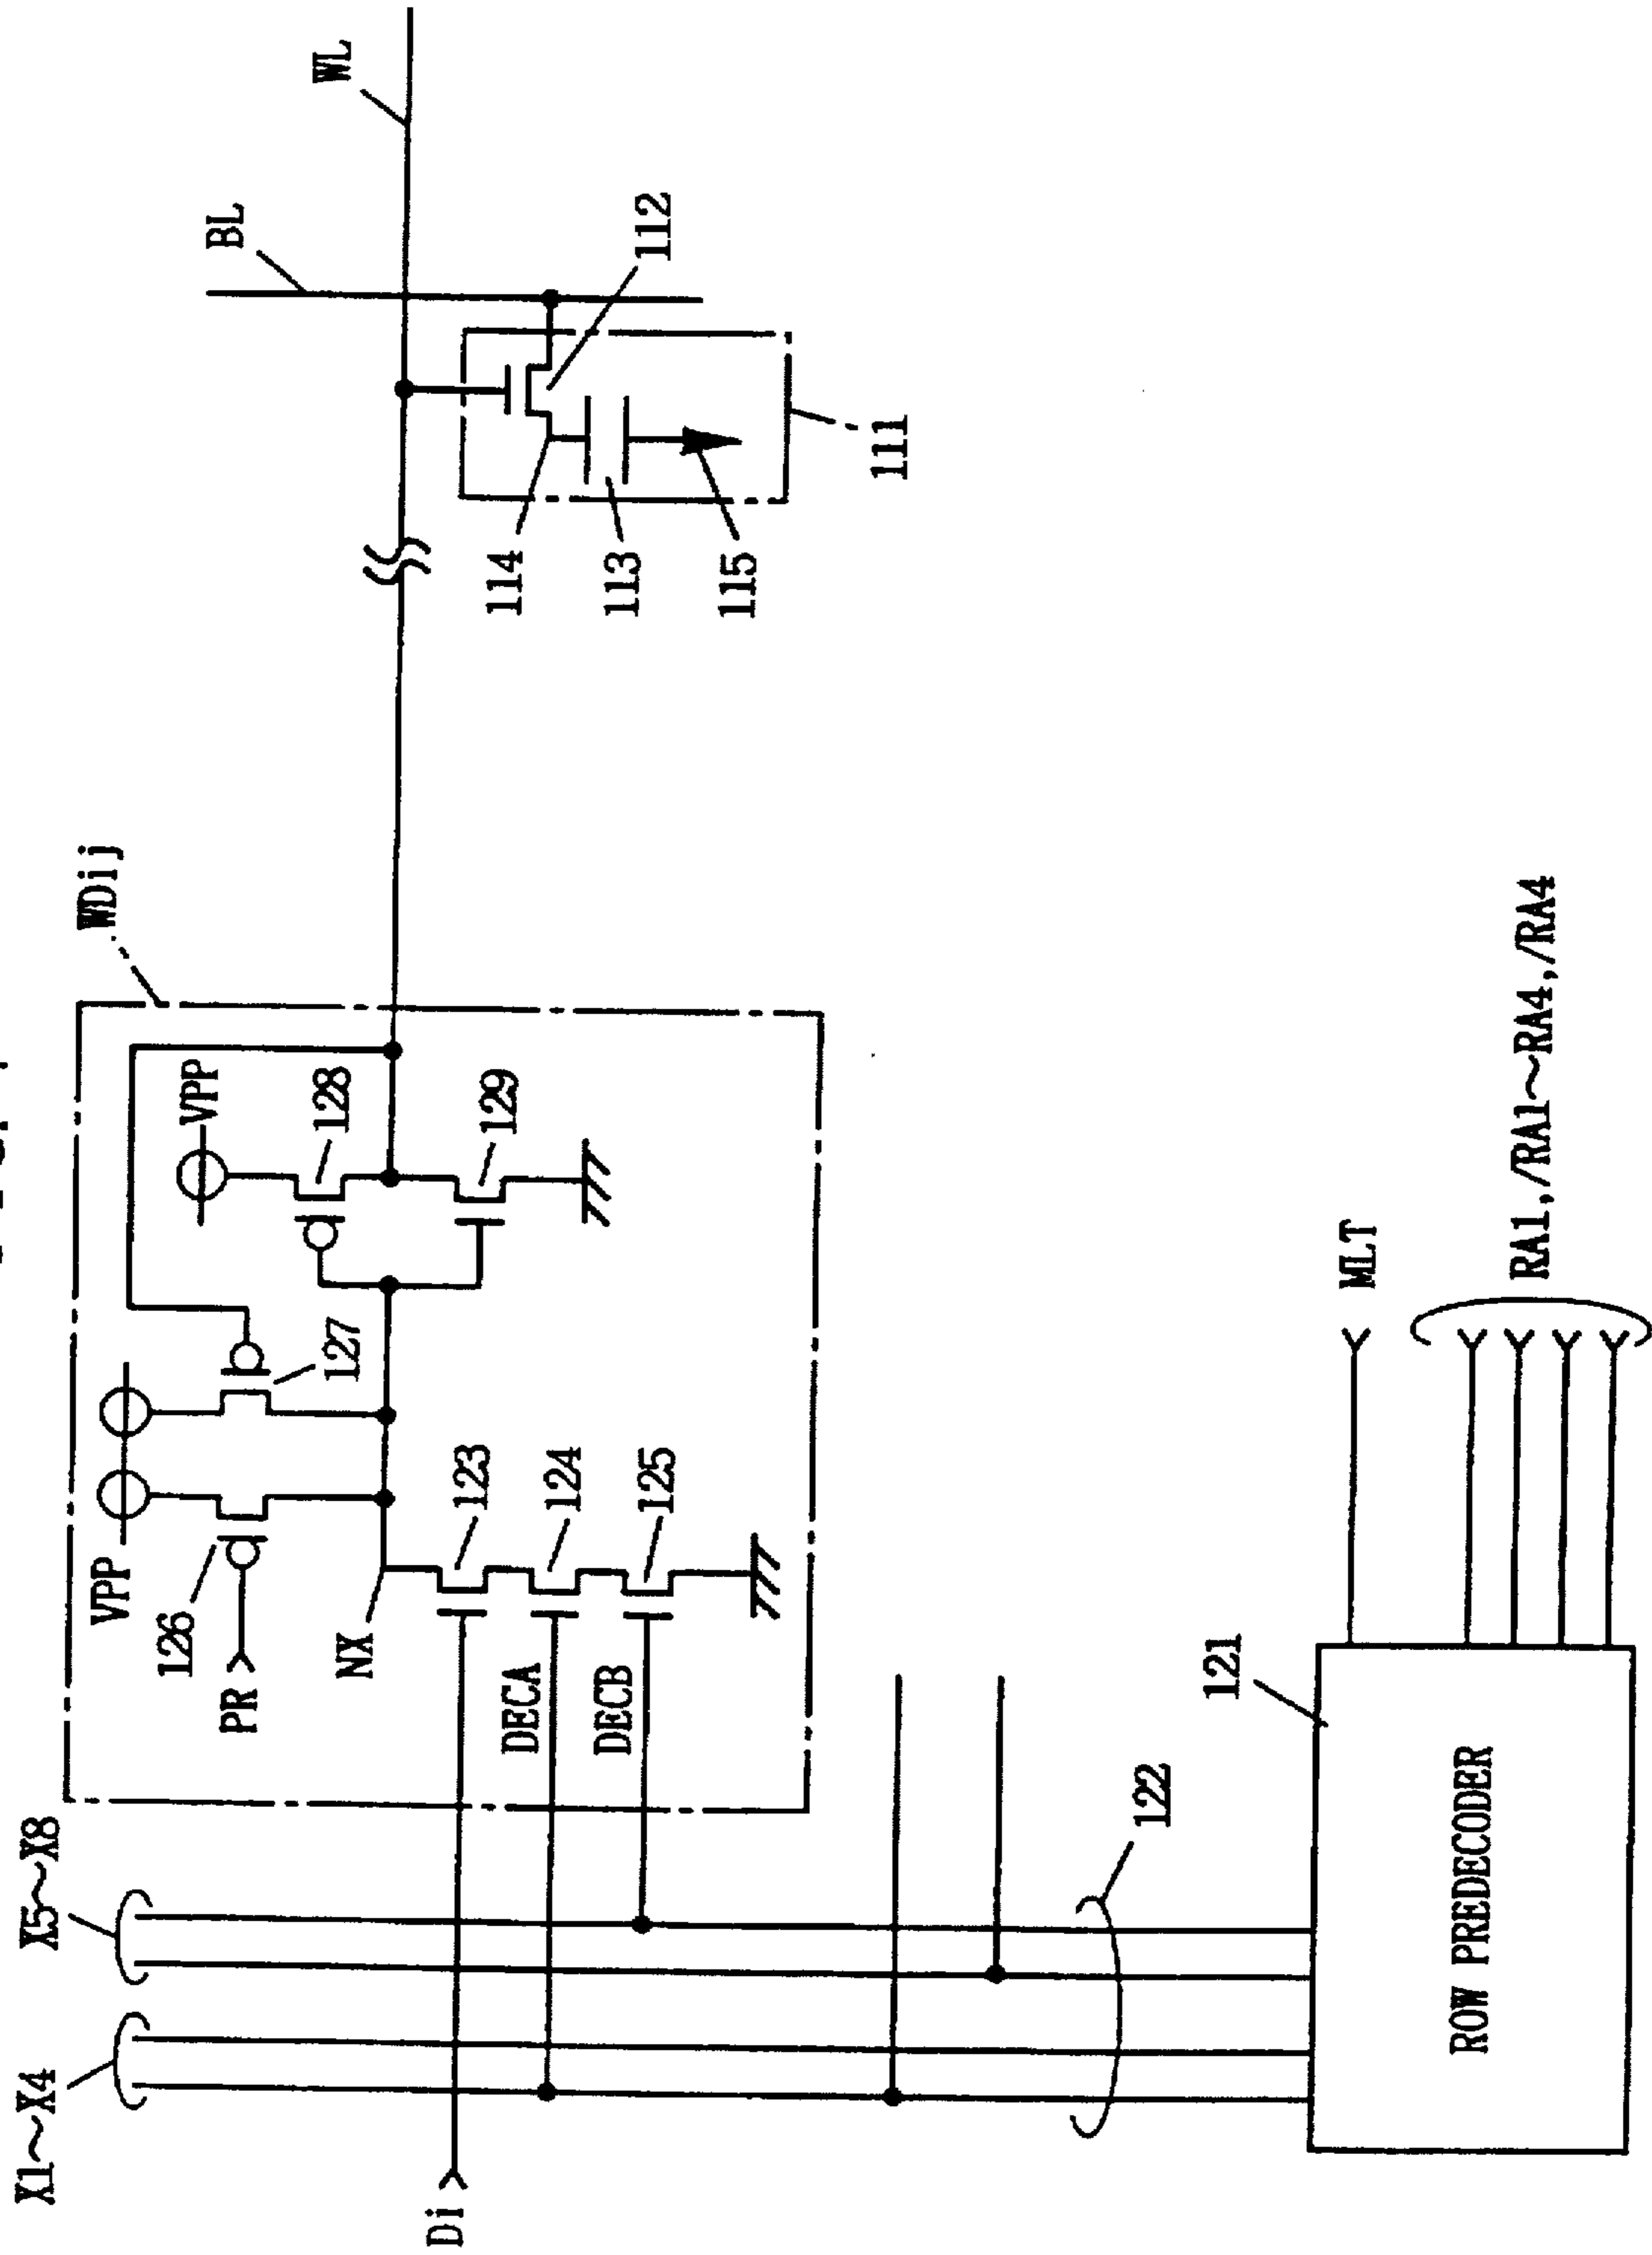 WL
BL
112
111
114
113
115
WDij
VPP
128
129
127
VPP
126
PR
NX
123
124
125
DECA
DECB
X5~X8
X1~X4
Di
122
121
ROW PREDECODER
MLT
RA1,/RA1~RA4,/RA4